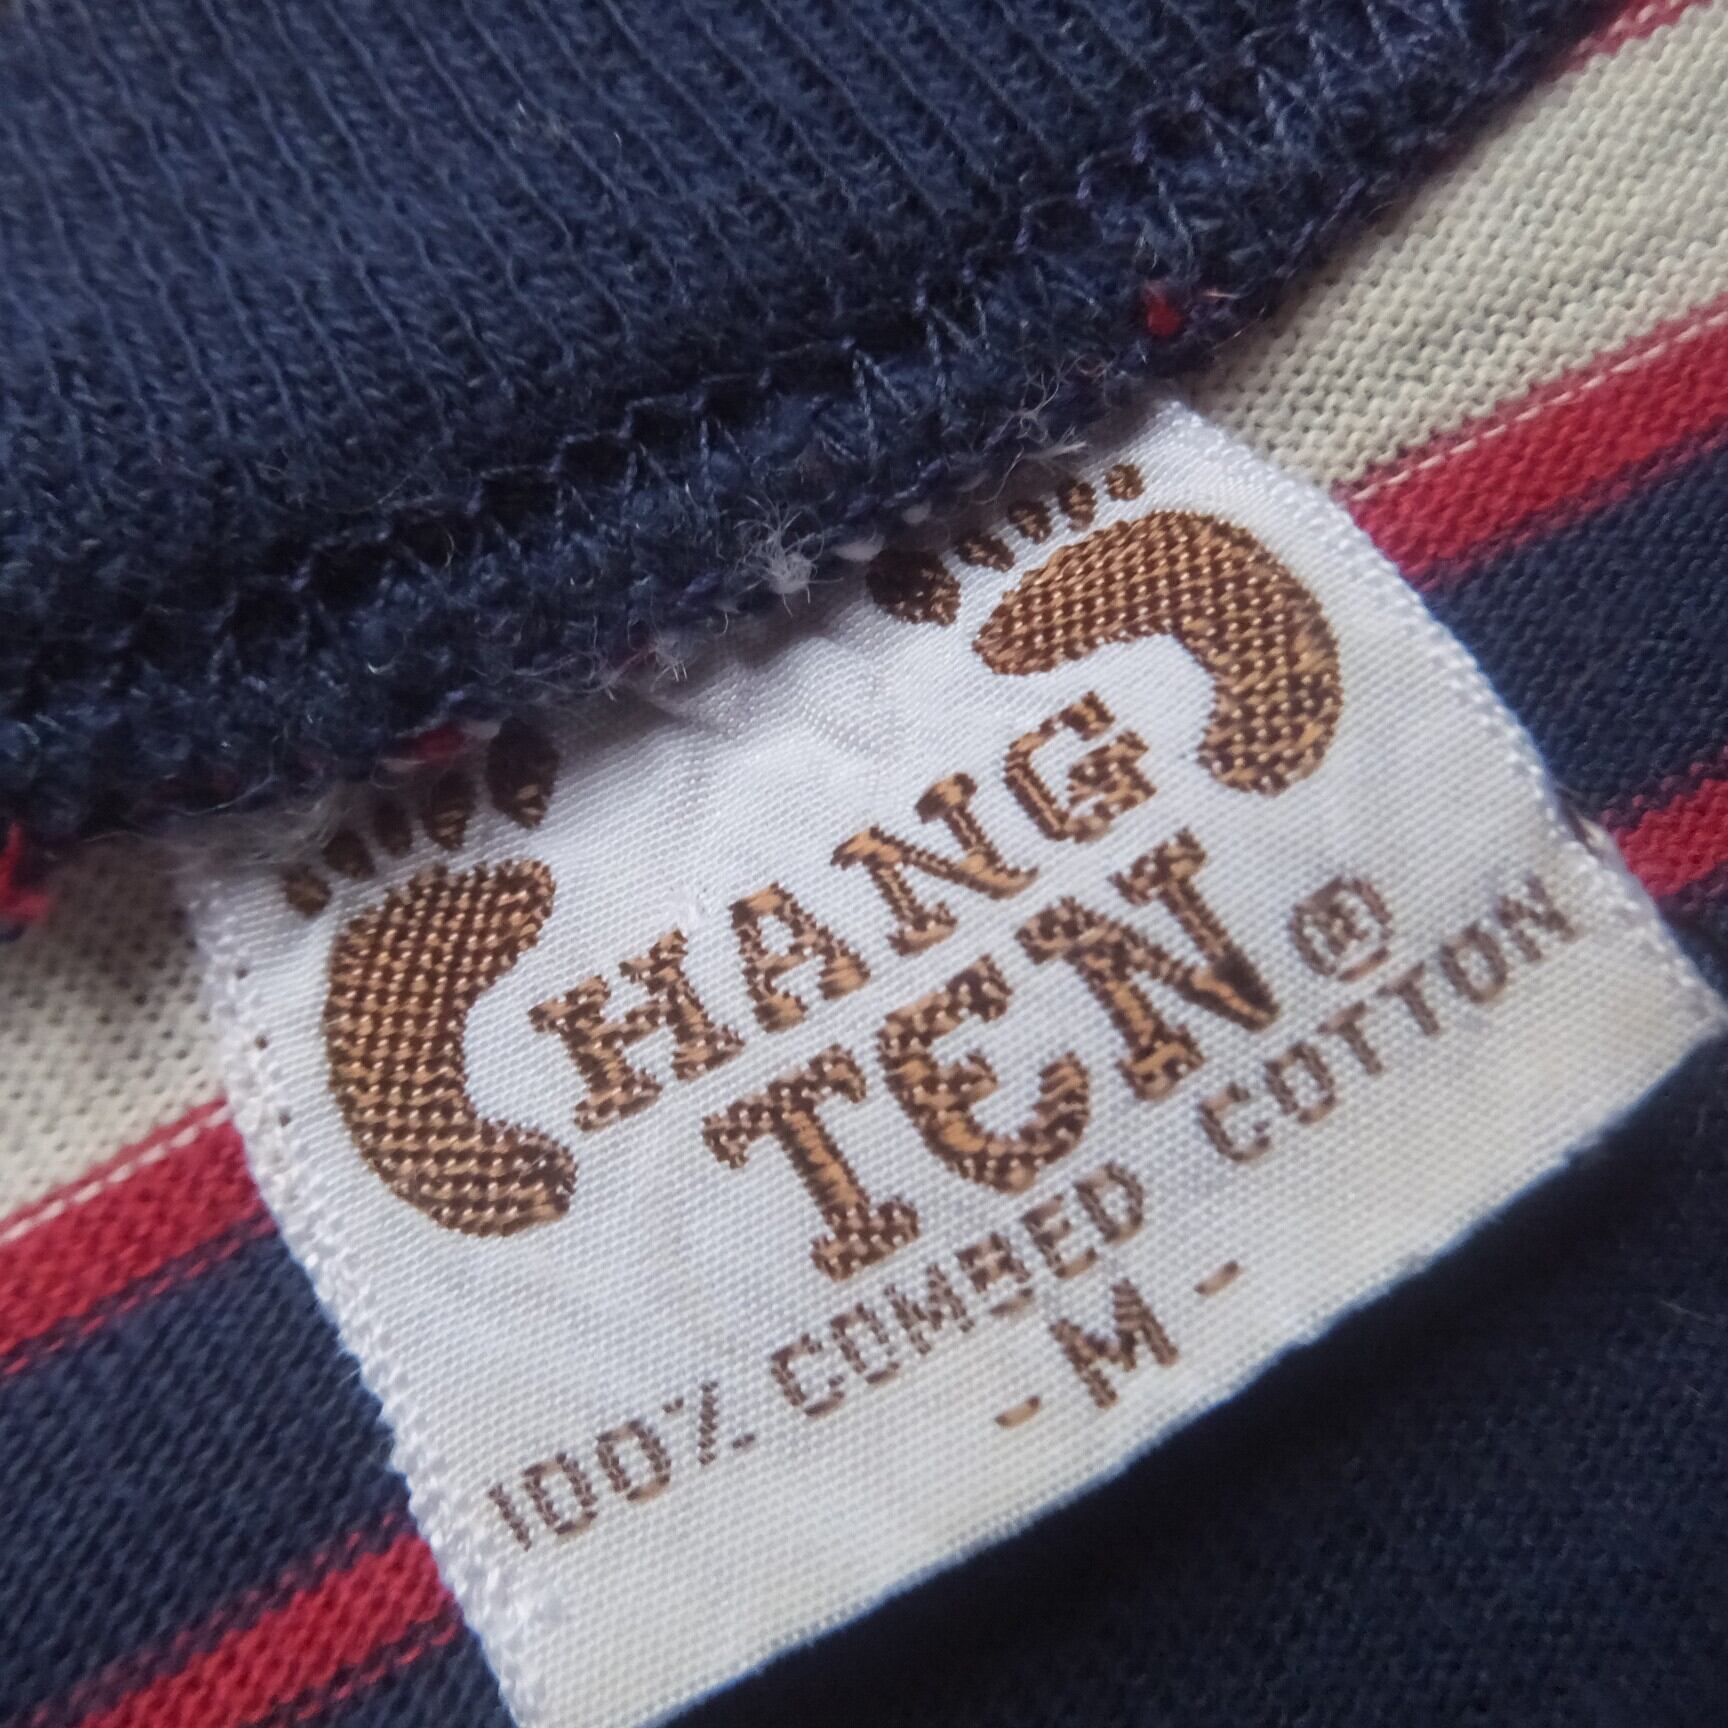 HANG
TEN®
100% COMBED COTTON
- M -